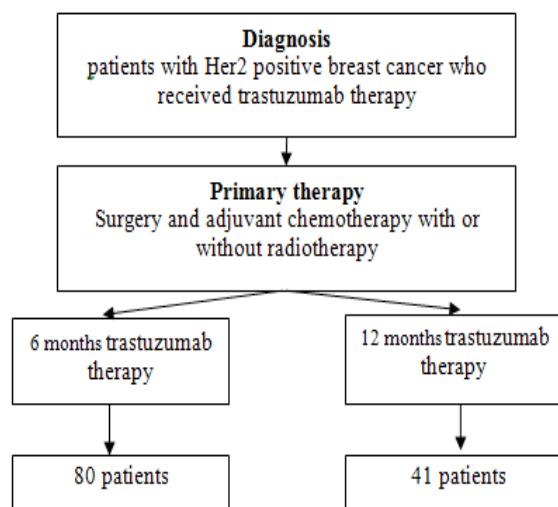 Diagnosis
patients with Her2 positive breast cancer who
received trastuzumab therapy
Primary therapy
Surgery and adjuvant chemotherapy with or
without radiotherapy
6 months trastuzumab
therapy
12 months trastuzumab
therapy
80 patients
41 patients